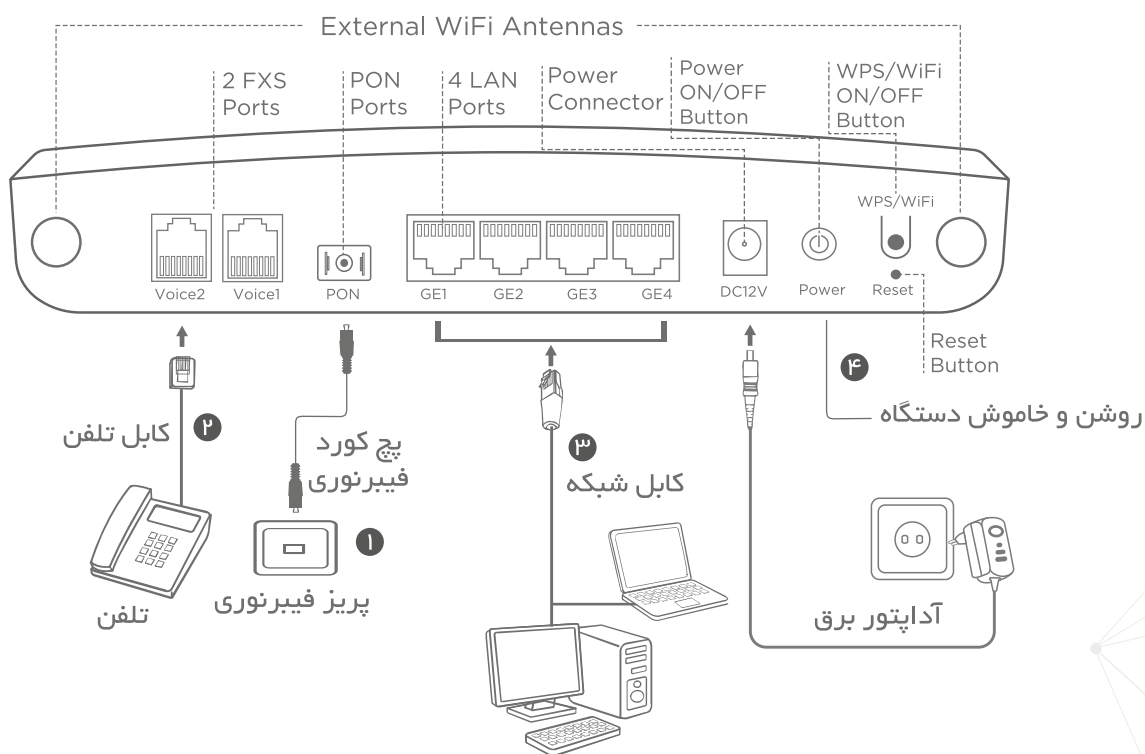 External WiFi Antennas
2 FXS
Ports
PON
Ports
4 LAN
Ports
Power
Connector
Power
ON/OFF
Button
WPS/WiFi
ON/OFF
Button
WPS/WiFi
Voice2
Voice1
PON
GE1
GE2
GE3
GE4
DC12V
Power
Reset
Reset
Button
۴
روشن و خاموش دستگاه
۲
کابل تلفن
پچ کورد
فیبرنوری
۳
کابل شبکه
۱
پریز فیبرنوری
تلفن
آداپتور برق